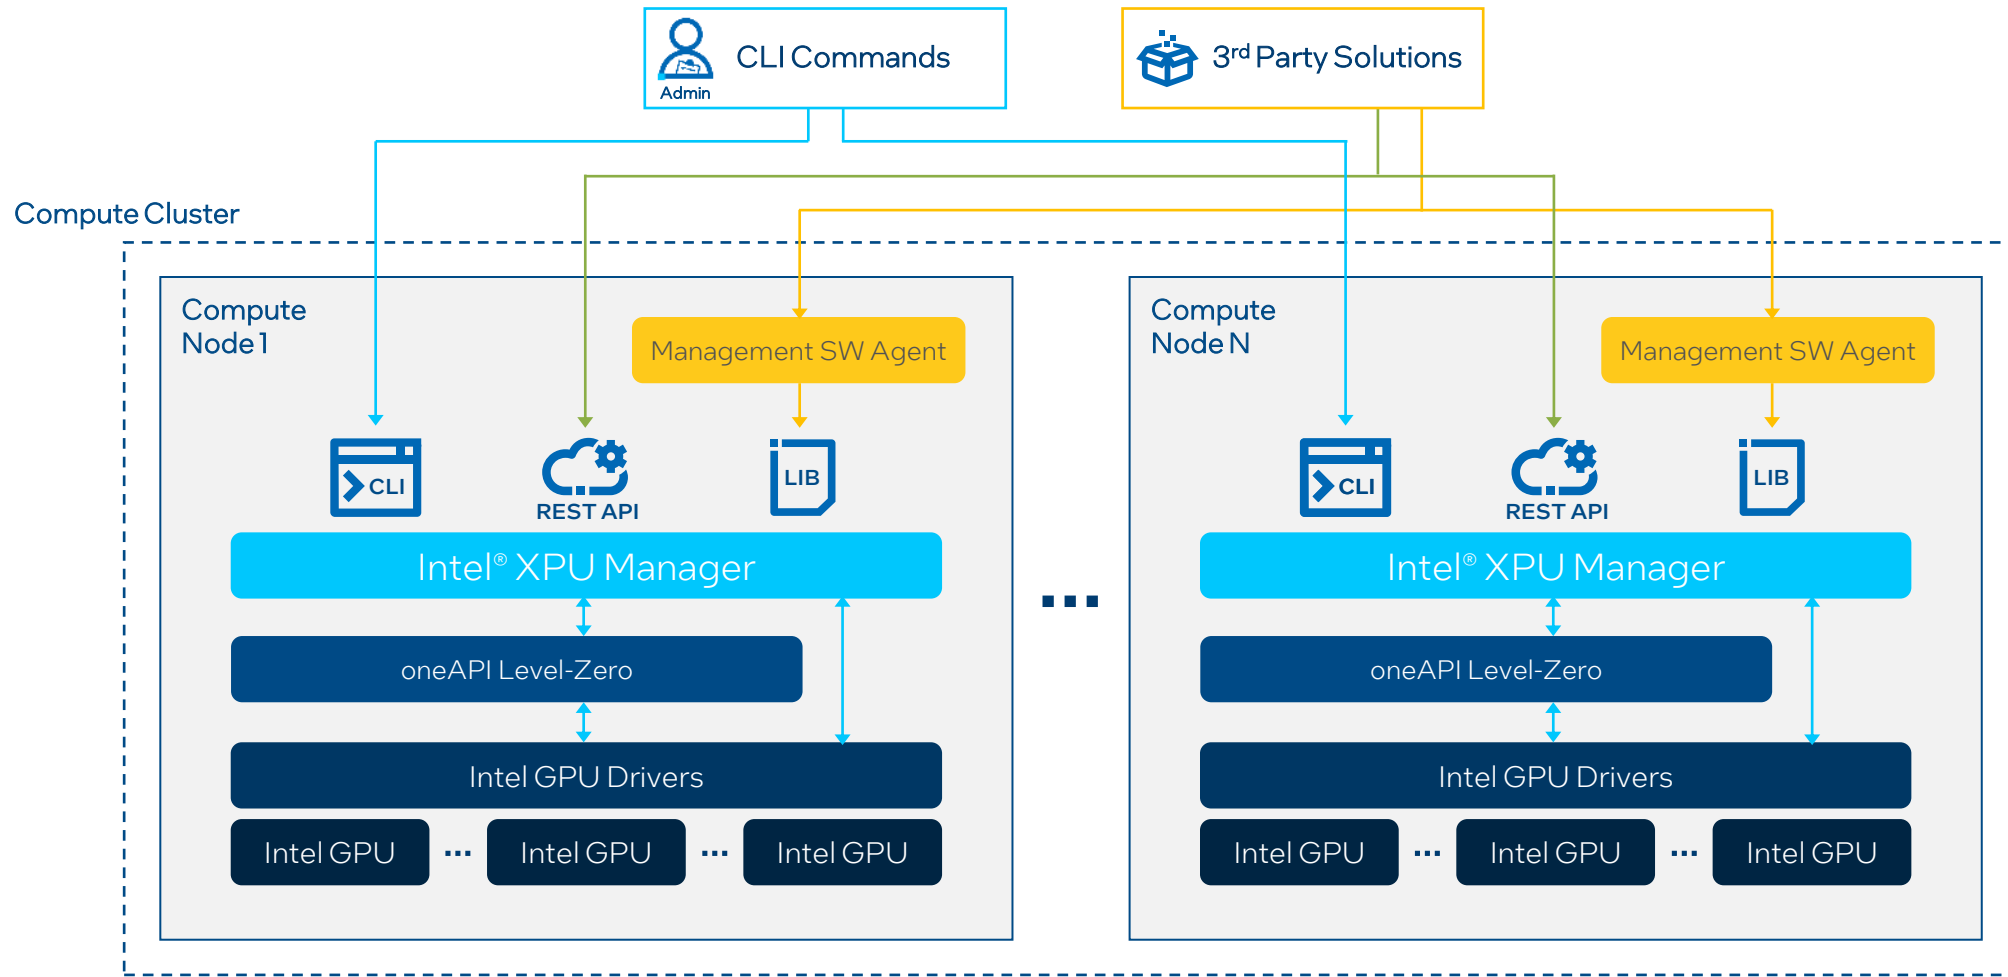 CLI Commands
Admin
3rd Party Solutions
Compute Cluster
Compute
Node 1
Management SW Agent
CLI
REST API
LIB
Intel® XPU Manager
oneAPI Level-Zero
Intel GPU Drivers
Intel GPU ... Intel GPU ... Intel GPU
...
Compute
Node N
Management SW Agent
CLI
REST API
LIB
Intel® XPU Manager
oneAPI Level-Zero
Intel GPU Drivers
Intel GPU ... Intel GPU ... Intel GPU